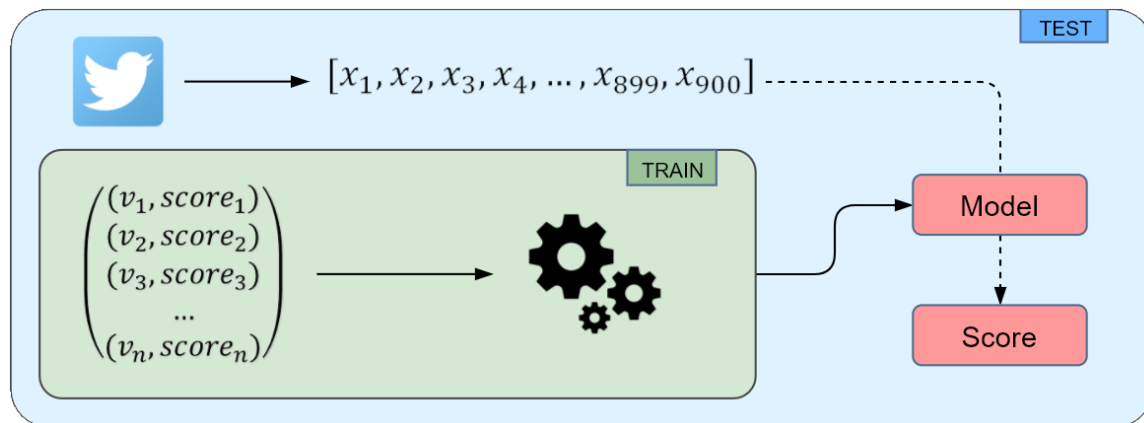 TEST
[x₁, x₂, x₃, x₄, … , x₈₉₉, x₉₀₀]
TRAIN
(v₁, score₁)
(v₂, score₂)
(v₃, score₃)
…
(vₙ, scoreₙ)
Model
Score